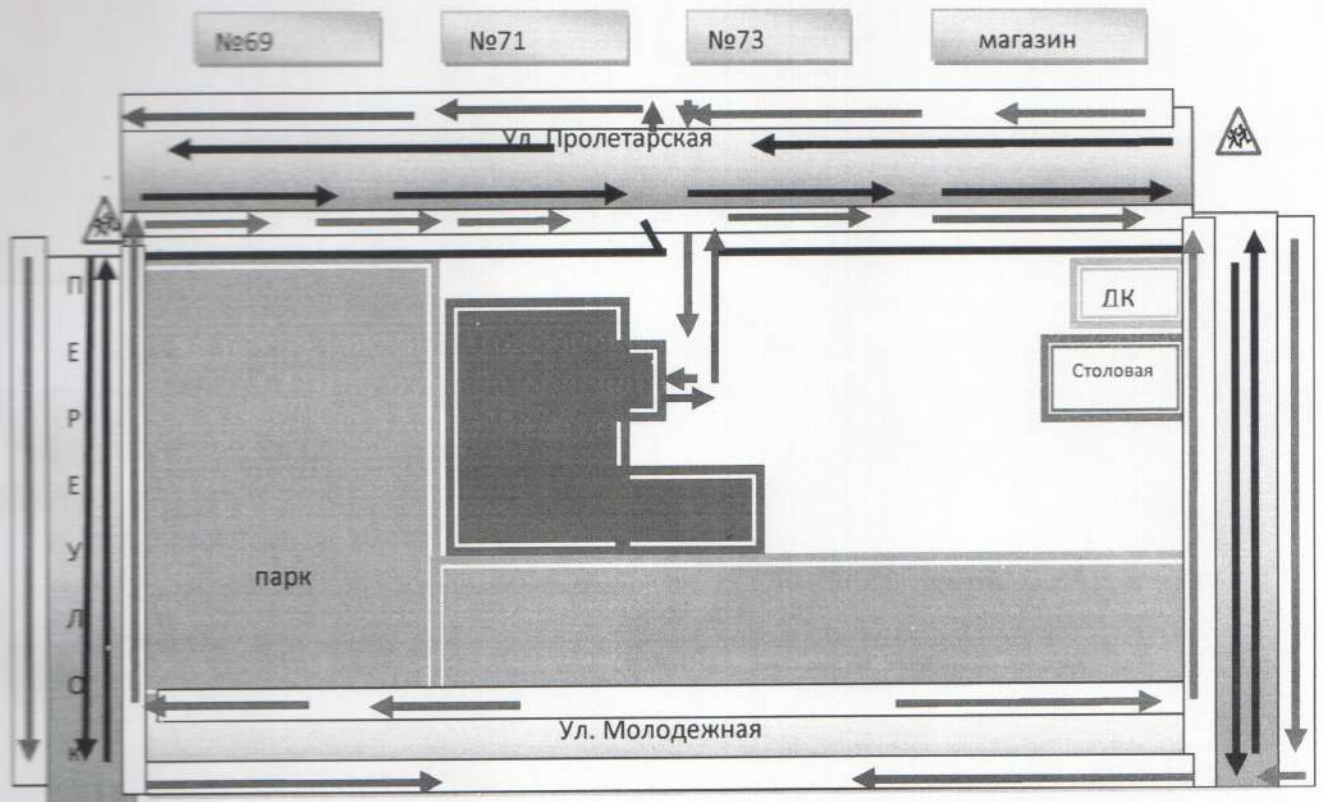 №69
№71
№73
магазин
Ул. Пролетарская
ДК
Столовая
П
Е
Р
Е
У
Л
О
К
парк
Ул. Молодежная